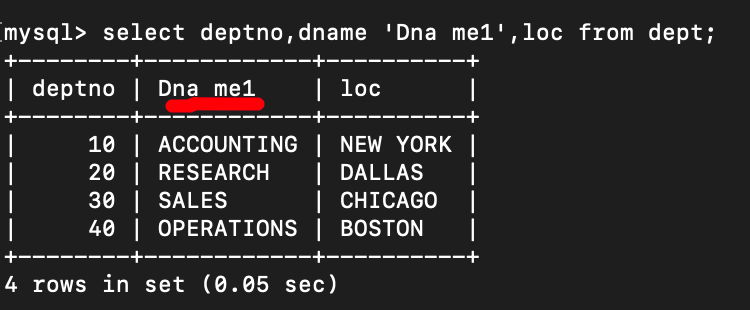 [mysql> select deptno,dname 'Dna me1',loc from dept;
+--------+------------+----------+
| deptno | Dna me1    | loc      |
+--------+------------+----------+
|     10 | ACCOUNTING | NEW YORK |
|     20 | RESEARCH   | DALLAS   |
|     30 | SALES      | CHICAGO  |
|     40 | OPERATIONS | BOSTON   |
+--------+------------+----------+
4 rows in set (0.05 sec)